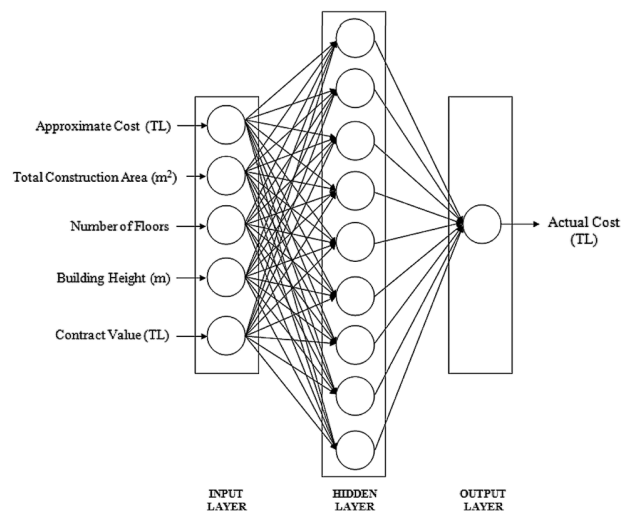 Approximate Cost (TL)
Total Construction Area (m²)
Number of Floors
Building Height (m)
Contract Value (TL)
Actual Cost
(TL)
INPUT
LAYER
HIDDEN
LAYER
OUTPUT
LAYER